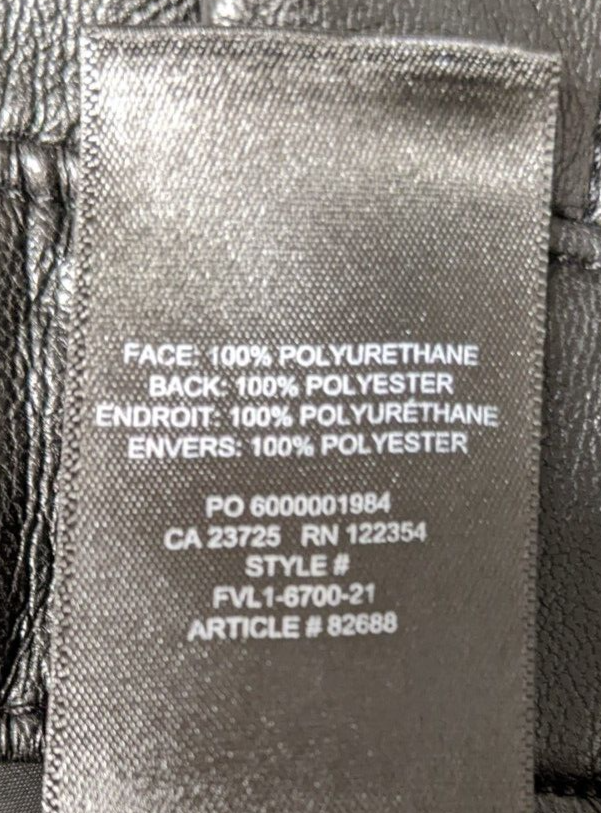 FACE: 100% POLYURETHANE
BACK: 100% POLYESTER
ENDROIT: 100% POLYURÉTHANE
ENVERS: 100% POLYESTER
PO 6000001984
CA 23725 RN 122354
STYLE #
FVL1-6700-21
ARTICLE # 82688